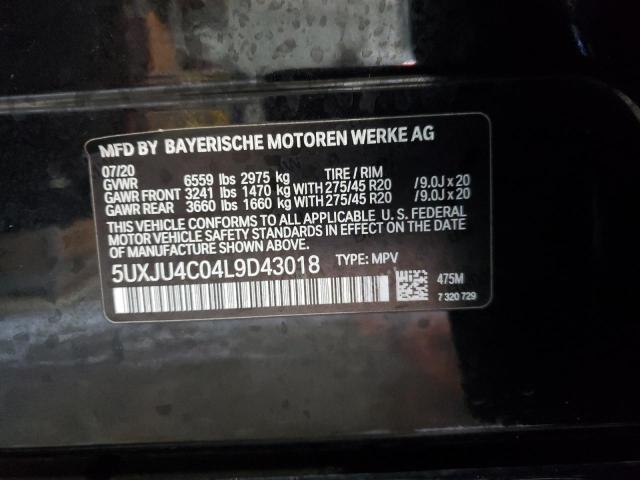 MFD BY BAYERISCHE MOTOREN WERKE AG
07/20
GVWR 6559 lbs 2975 kg TIRE / RIM
GAWR FRONT 3241 lbs 1470 kg WITH 275/45 R20 /9.0J x 20
GAWR REAR 3660 lbs 1660 kg WITH 275/45 R20 /9.0J x 20
THIS VEHICLE CONFORMS TO ALL APPLICABLE U. S. FEDERAL
MOTOR VEHICLE SAFETY STANDARDS IN EFFECT ON THE DATE
OF MANUFACTURE SHOWN ABOVE.
5UXJU4C04L9D43018 TYPE: MPV
475M
7 320 729